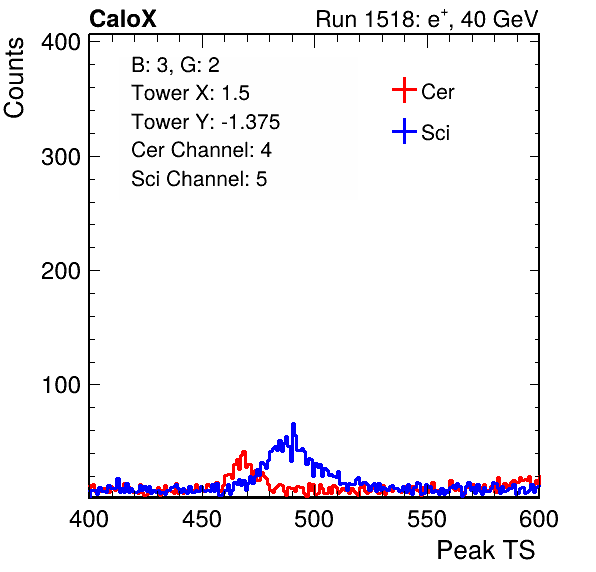 CaloX
Run 1518: e+, 40 GeV
Counts
400
300
200
100
B: 3, G: 2
Tower X: 1.5
Tower Y: -1.375
Cer Channel: 4
Sci Channel: 5
Cer
Sci
400 450 500 550 600
Peak TS